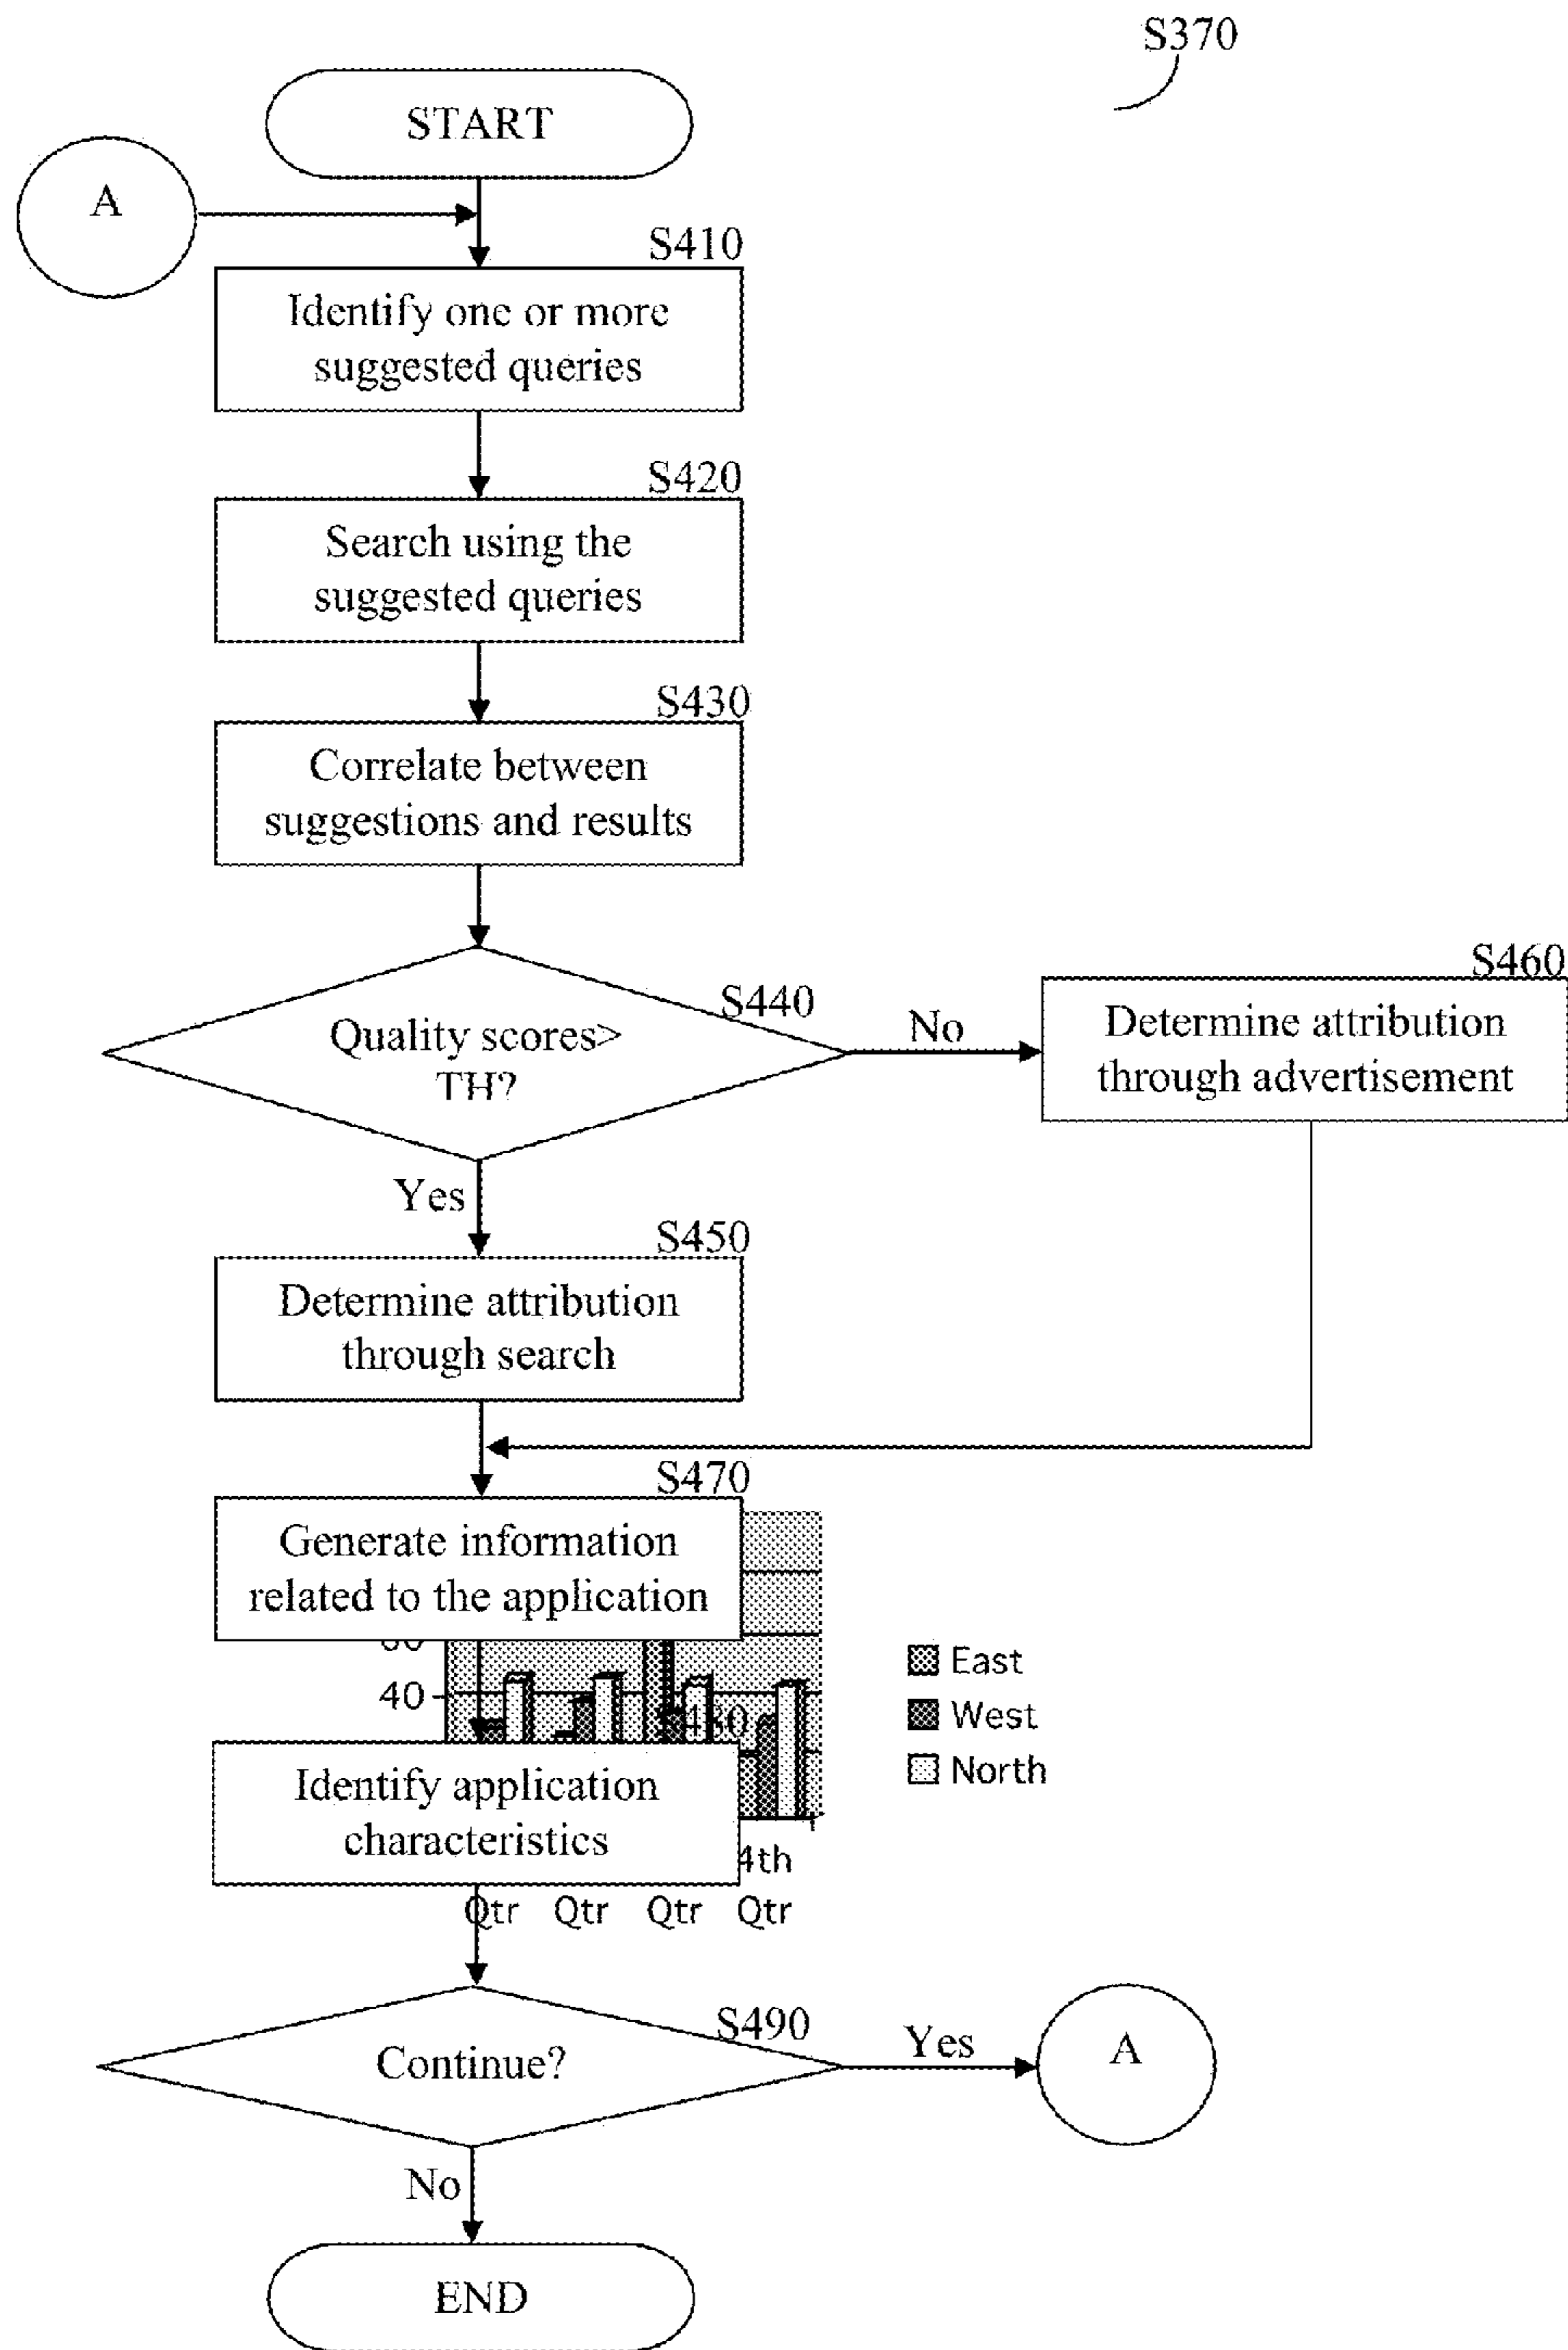 S370
START
A
S410
Identify one or more
suggested queries
S420
Search using the
suggested queries
S430
Correlate between
suggestions and results
S440
Quality scores>
TH?
No
S460
Determine attribution
through advertisement
Yes
S450
Determine attribution
through search
S470
Generate information
related to the application
East
40
West
S480
North
Identify application
characteristics
4th
Qtr Qtr Qtr Qtr
S490
Continue?
Yes
A
No
END